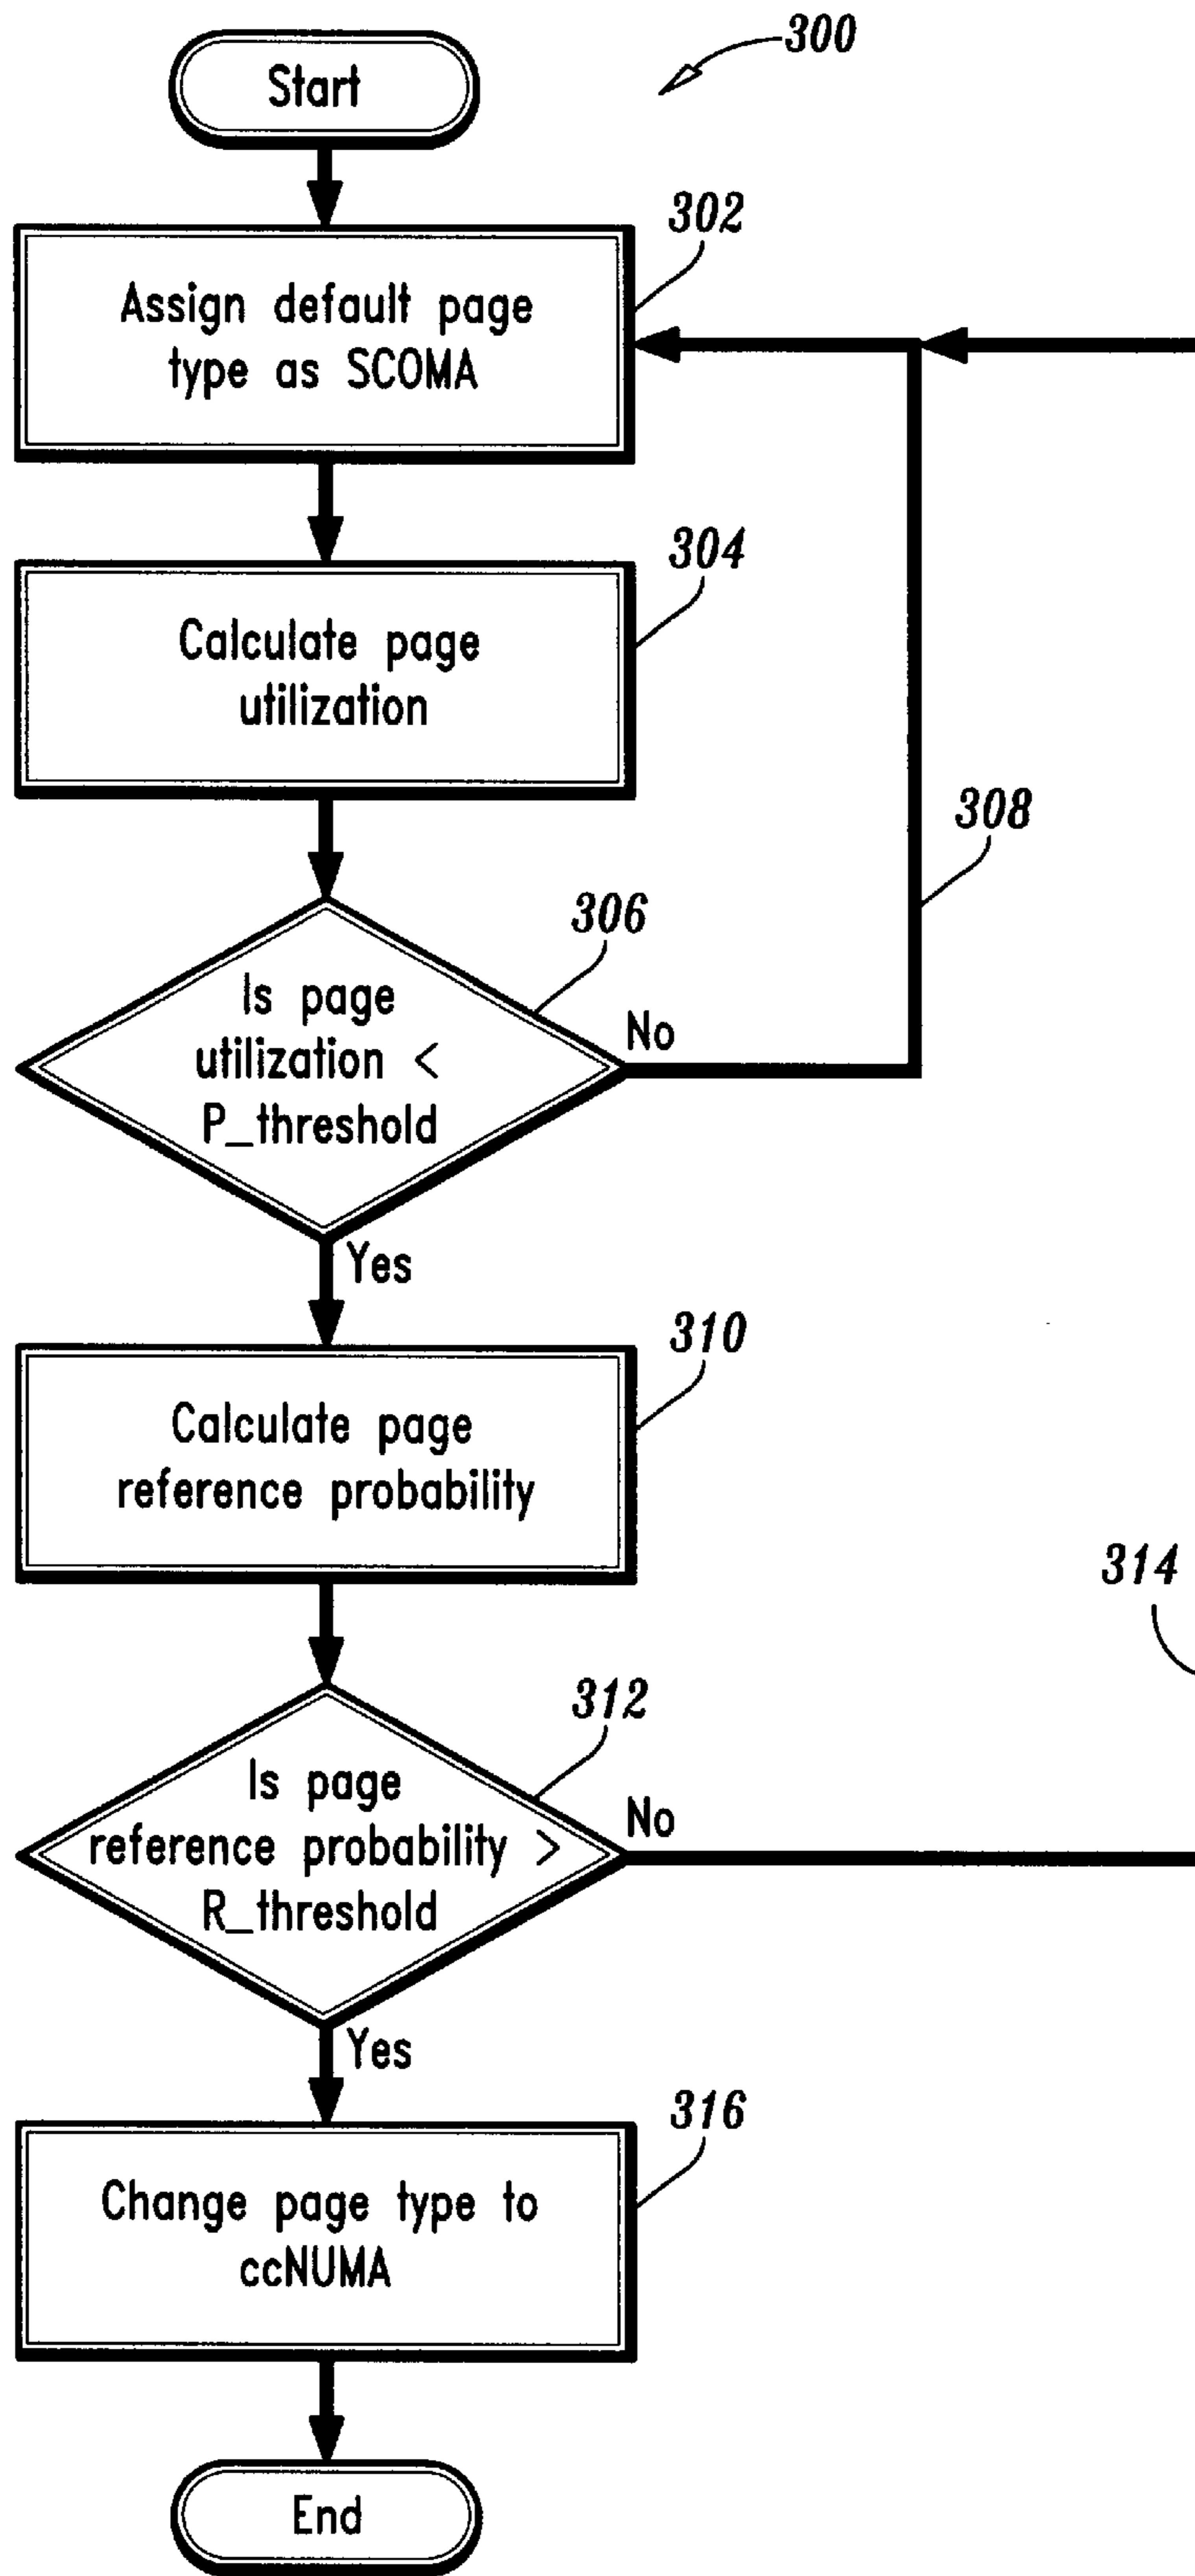 300
Start
302
Assign default page
type as SCOMA
304
Calculate page
utilization
308
306
Is page
utilization <
P_threshold
No
Yes
310
Calculate page
reference probability
314
312
Is page
reference probability >
R_threshold
No
Yes
316
Change page type to
ccNUMA
End